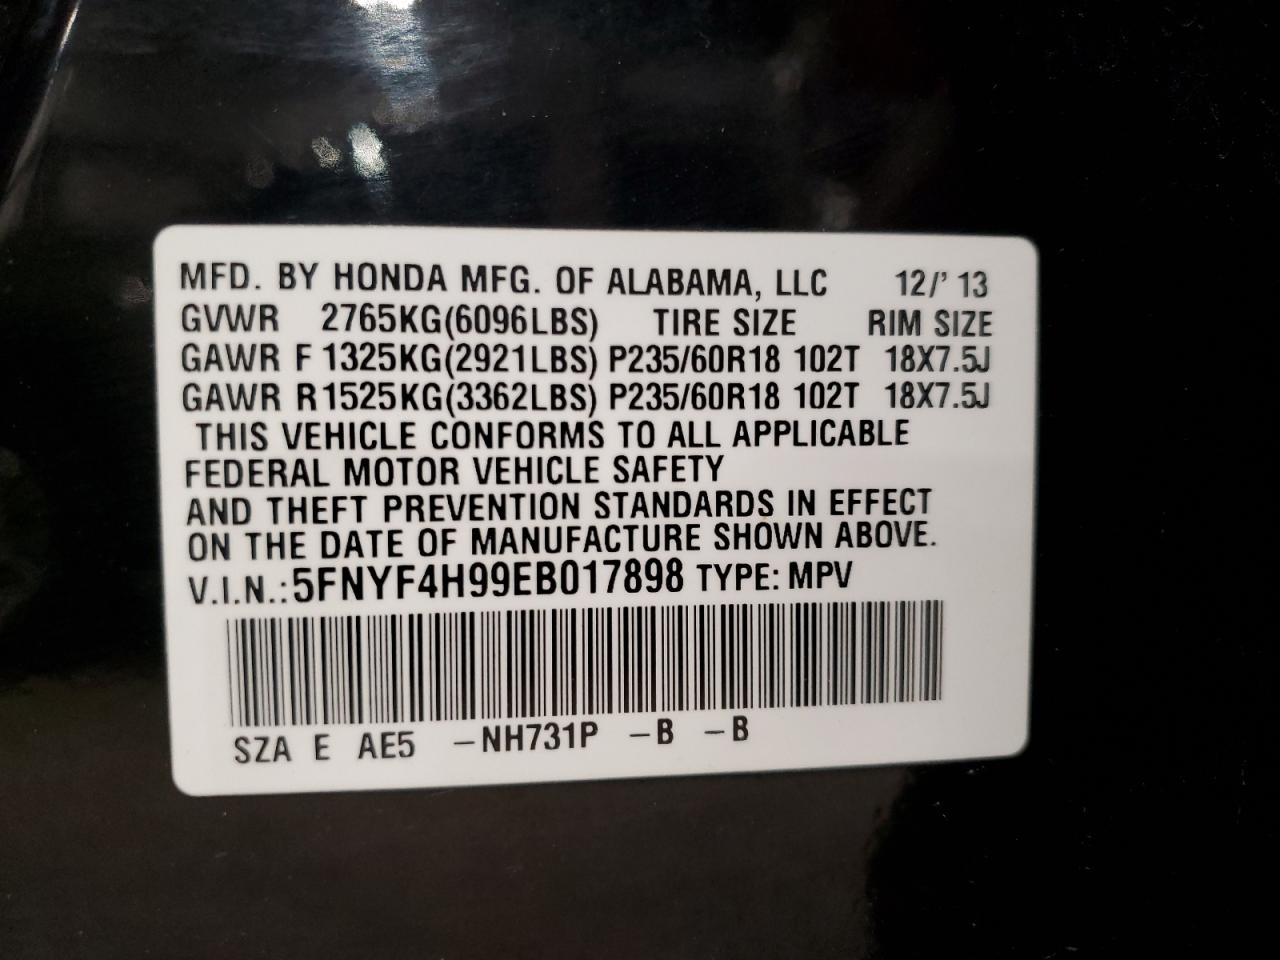 MFD. BY HONDA MFG. OF ALABAMA, LLC 12/' 13
GVWR 2765KG(6096LBS) TIRE SIZE RIM SIZE
GAWR F 1325KG(2921LBS) P235/60R18 102T 18X7.5J
GAWR R 1525KG(3362LBS) P235/60R18 102T 18X7.5J
THIS VEHICLE CONFORMS TO ALL APPLICABLE
FEDERAL MOTOR VEHICLE SAFETY
AND THEFT PREVENTION STANDARDS IN EFFECT
ON THE DATE OF MANUFACTURE SHOWN ABOVE.
V.I.N.: 5FNYF4H99EB017898 TYPE: MPV
SZA E AE5 –NH731P –B –B